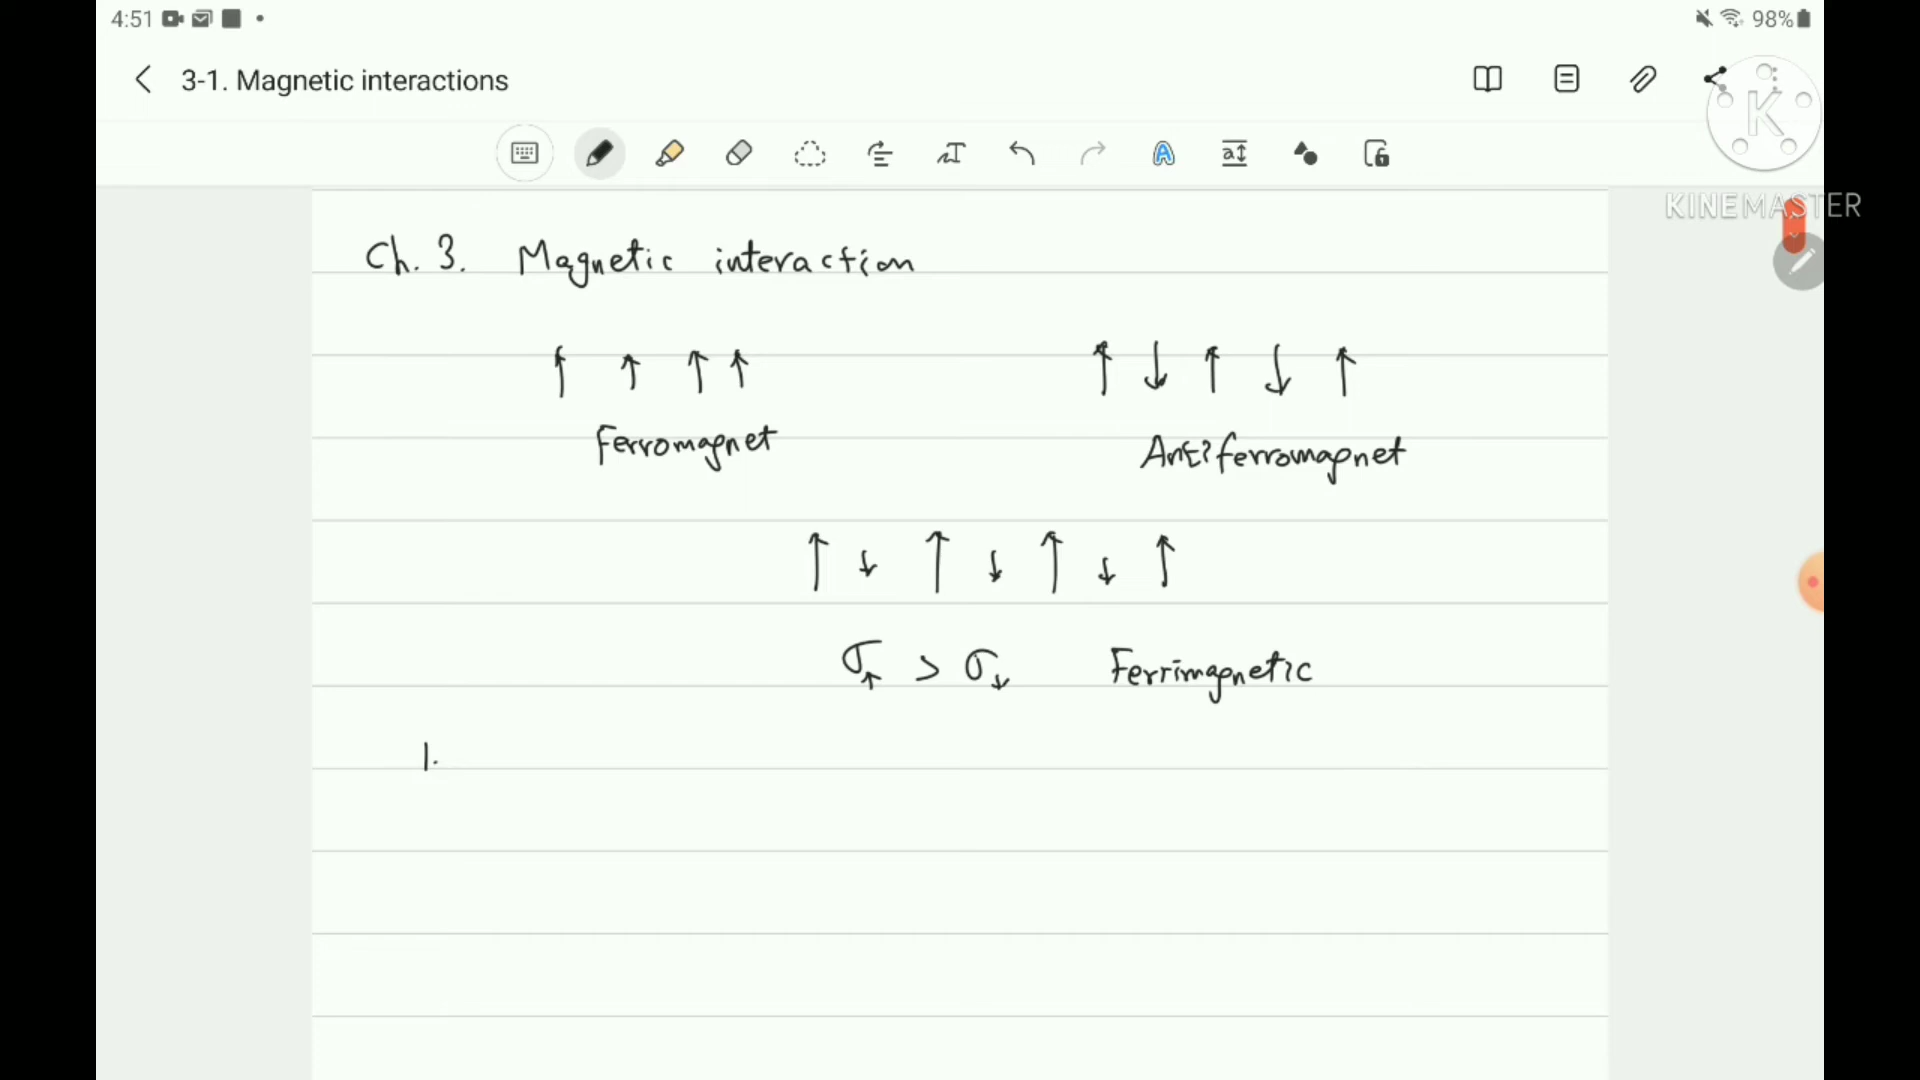 4:51
98%
3-1. Magnetic interactions
K
KINEMASTER
Ch. 3. Magnetic interaction
↑ ↑ ↑ ↑
↑ ↓ ↑ ↓ ↑
Ferromagnet
Antiferromagnet
↑ ↓ ↑ ↓ ↑ ↓ ↑
σ↑ > σ↓ Ferrimagnetic
1.